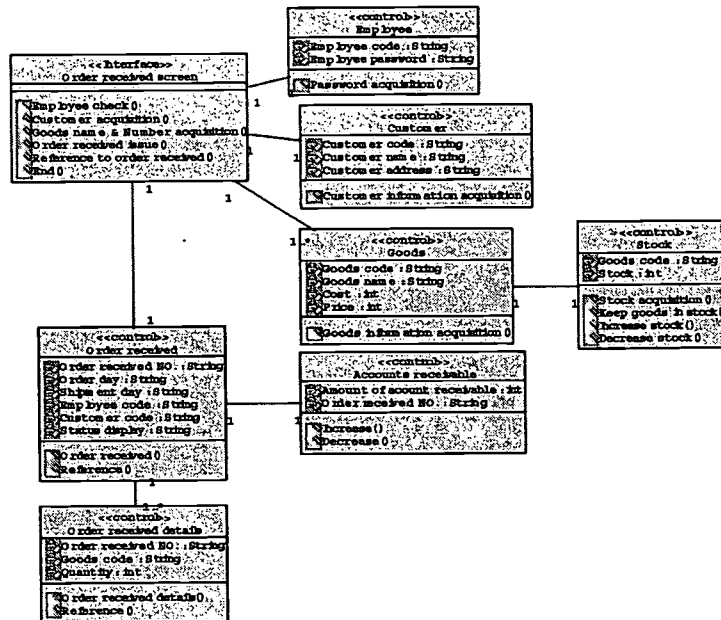 <<control>>
Employee
Employee code :String
Employee password :String
Password acquisition()
<<Interface>>
Order received screen
Employee check()
Customer acquisition()
Goods name & Number acquisition()
Order received issue()
Reference to order received()
End()
1
1
1
1
<<control>>
Customer
Customer code :String
Customer name :String
Customer address :String
Customer information acquisition()
1
1..*
<<control>>
Goods
Goods code :String
Goods name :String
Cost :int
Price :int
Goods information acquisition()
1
1
<<control>>
Stock
Goods code :String
Stock :int
Stock acquisition()
Keep goods in stock()
Increase stock()
Decrease stock()
1
<<control>>
Order received
Order received NO. :String
Order day :String
Shipment day :String
Employee code :String
Customer code :String
Status display :String
Order received()
Reference()
1
1
<<control>>
Accounts receivable
Amount of account receivable :int
Order received NO. :String
Increase()
Decrease()
1
1..*
<<control>>
Order received details
Order received NO. :String
Goods code :String
Quantity :int
Order received details()
Reference()